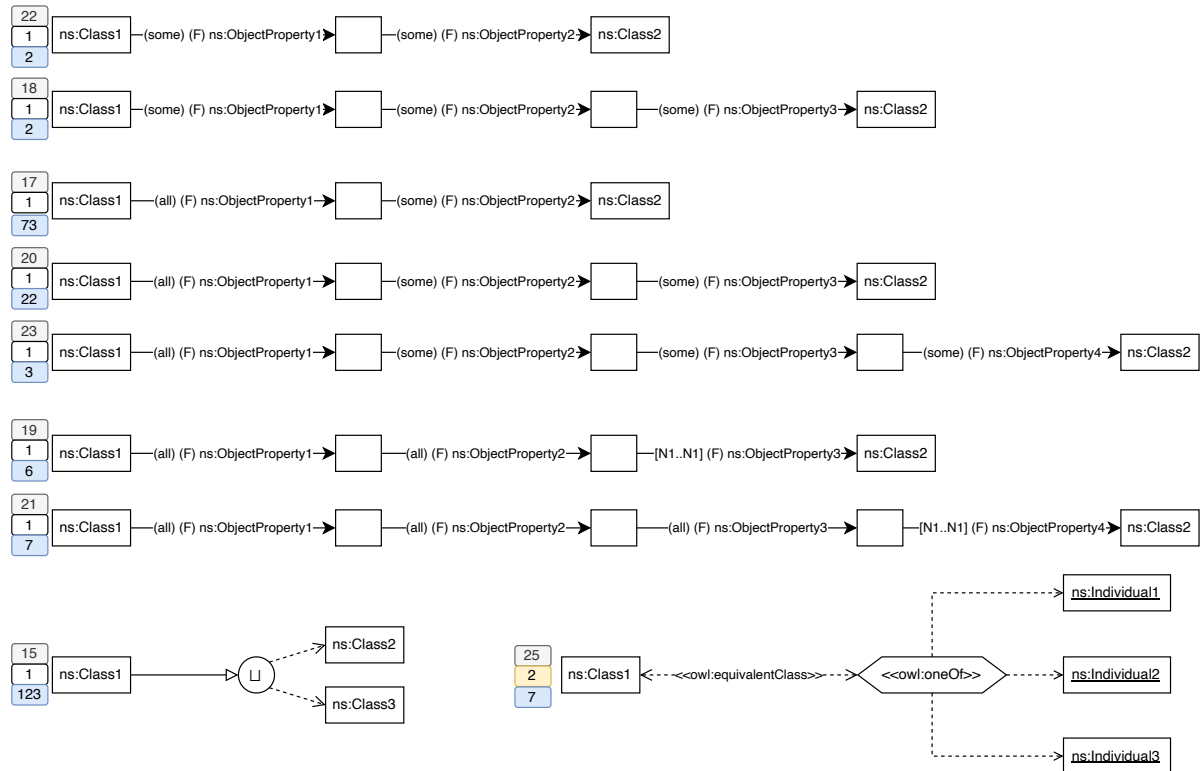 22
1
2
ns:Class1 (some) (F) ns:ObjectProperty1 (some) (F) ns:ObjectProperty2 ns:Class2
18
1
2
ns:Class1 (some) (F) ns:ObjectProperty1 (some) (F) ns:ObjectProperty2 (some) (F) ns:ObjectProperty3 ns:Class2
17
1
73
ns:Class1 (all) (F) ns:ObjectProperty1 (some) (F) ns:ObjectProperty2 ns:Class2
20
1
22
ns:Class1 (all) (F) ns:ObjectProperty1 (some) (F) ns:ObjectProperty2 (some) (F) ns:ObjectProperty3 ns:Class2
23
1
3
ns:Class1 (all) (F) ns:ObjectProperty1 (some) (F) ns:ObjectProperty2 (some) (F) ns:ObjectProperty3 (some) (F) ns:ObjectProperty4 ns:Class2
19
1
6
ns:Class1 (all) (F) ns:ObjectProperty1 (all) (F) ns:ObjectProperty2 [N1..N1] (F) ns:ObjectProperty3 ns:Class2
21
1
7
ns:Class1 (all) (F) ns:ObjectProperty1 (all) (F) ns:ObjectProperty2 (all) (F) ns:ObjectProperty3 [N1..N1] (F) ns:ObjectProperty4 ns:Class2
15
1
123
ns:Class1 ⊔
ns:Class2
ns:Class3
25
2
7
ns:Class1 <<owl:equivalentClass>> <<owl:oneOf>>
ns:Individual1
ns:Individual2
ns:Individual3